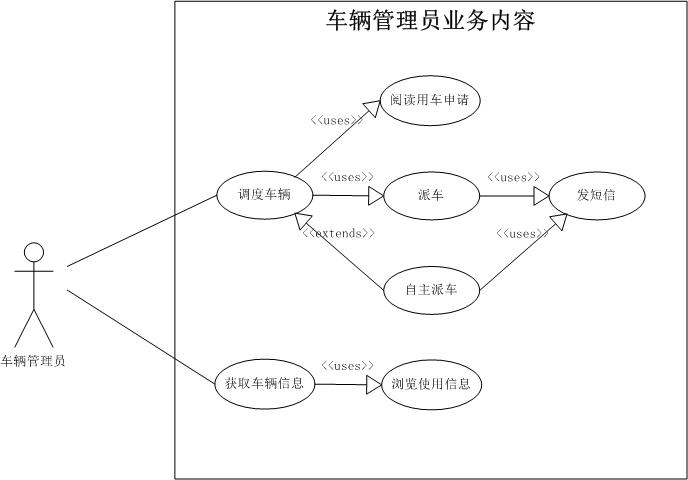 车辆管理员业务内容
阅读用车申请
<<uses>>
<<uses>>
<<uses>>
调度车辆
派车
发短信
<<extends>>
<<uses>>
自主派车
车辆管理员
<<uses>>
获取车辆信息
浏览使用信息